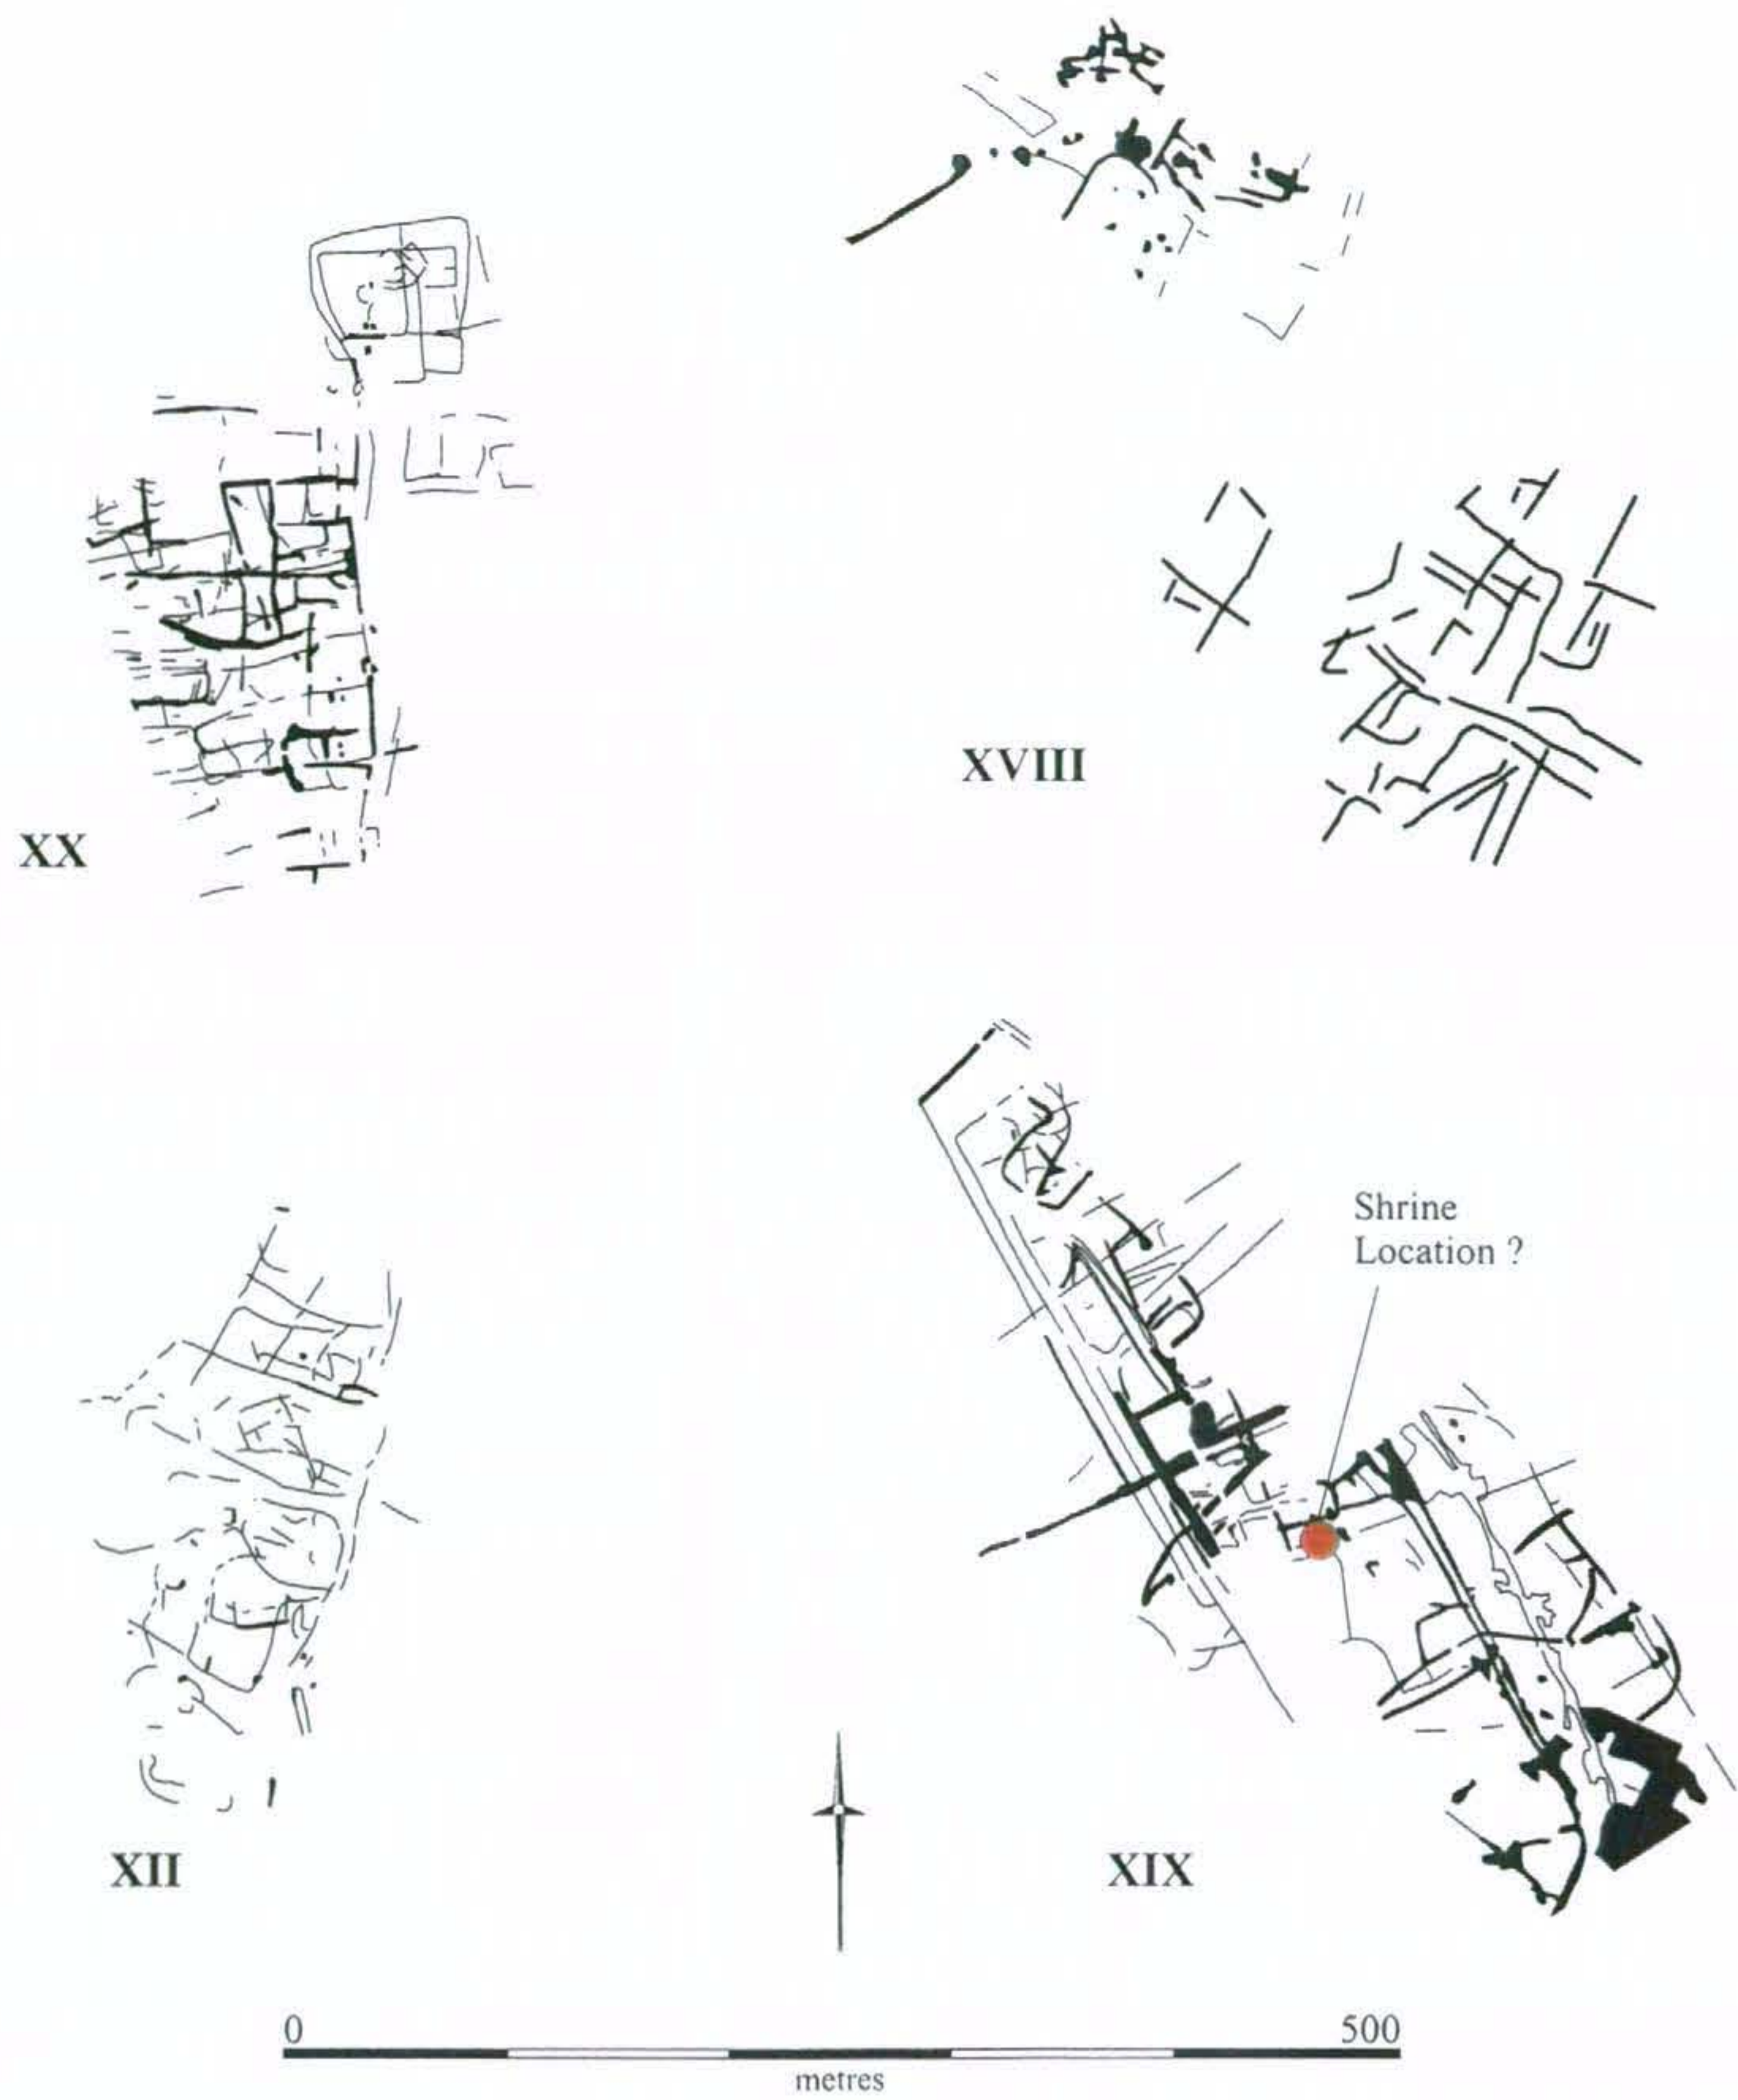 XVIII
XX
Shrine
Location ?
XII
XIX
0
500
metres